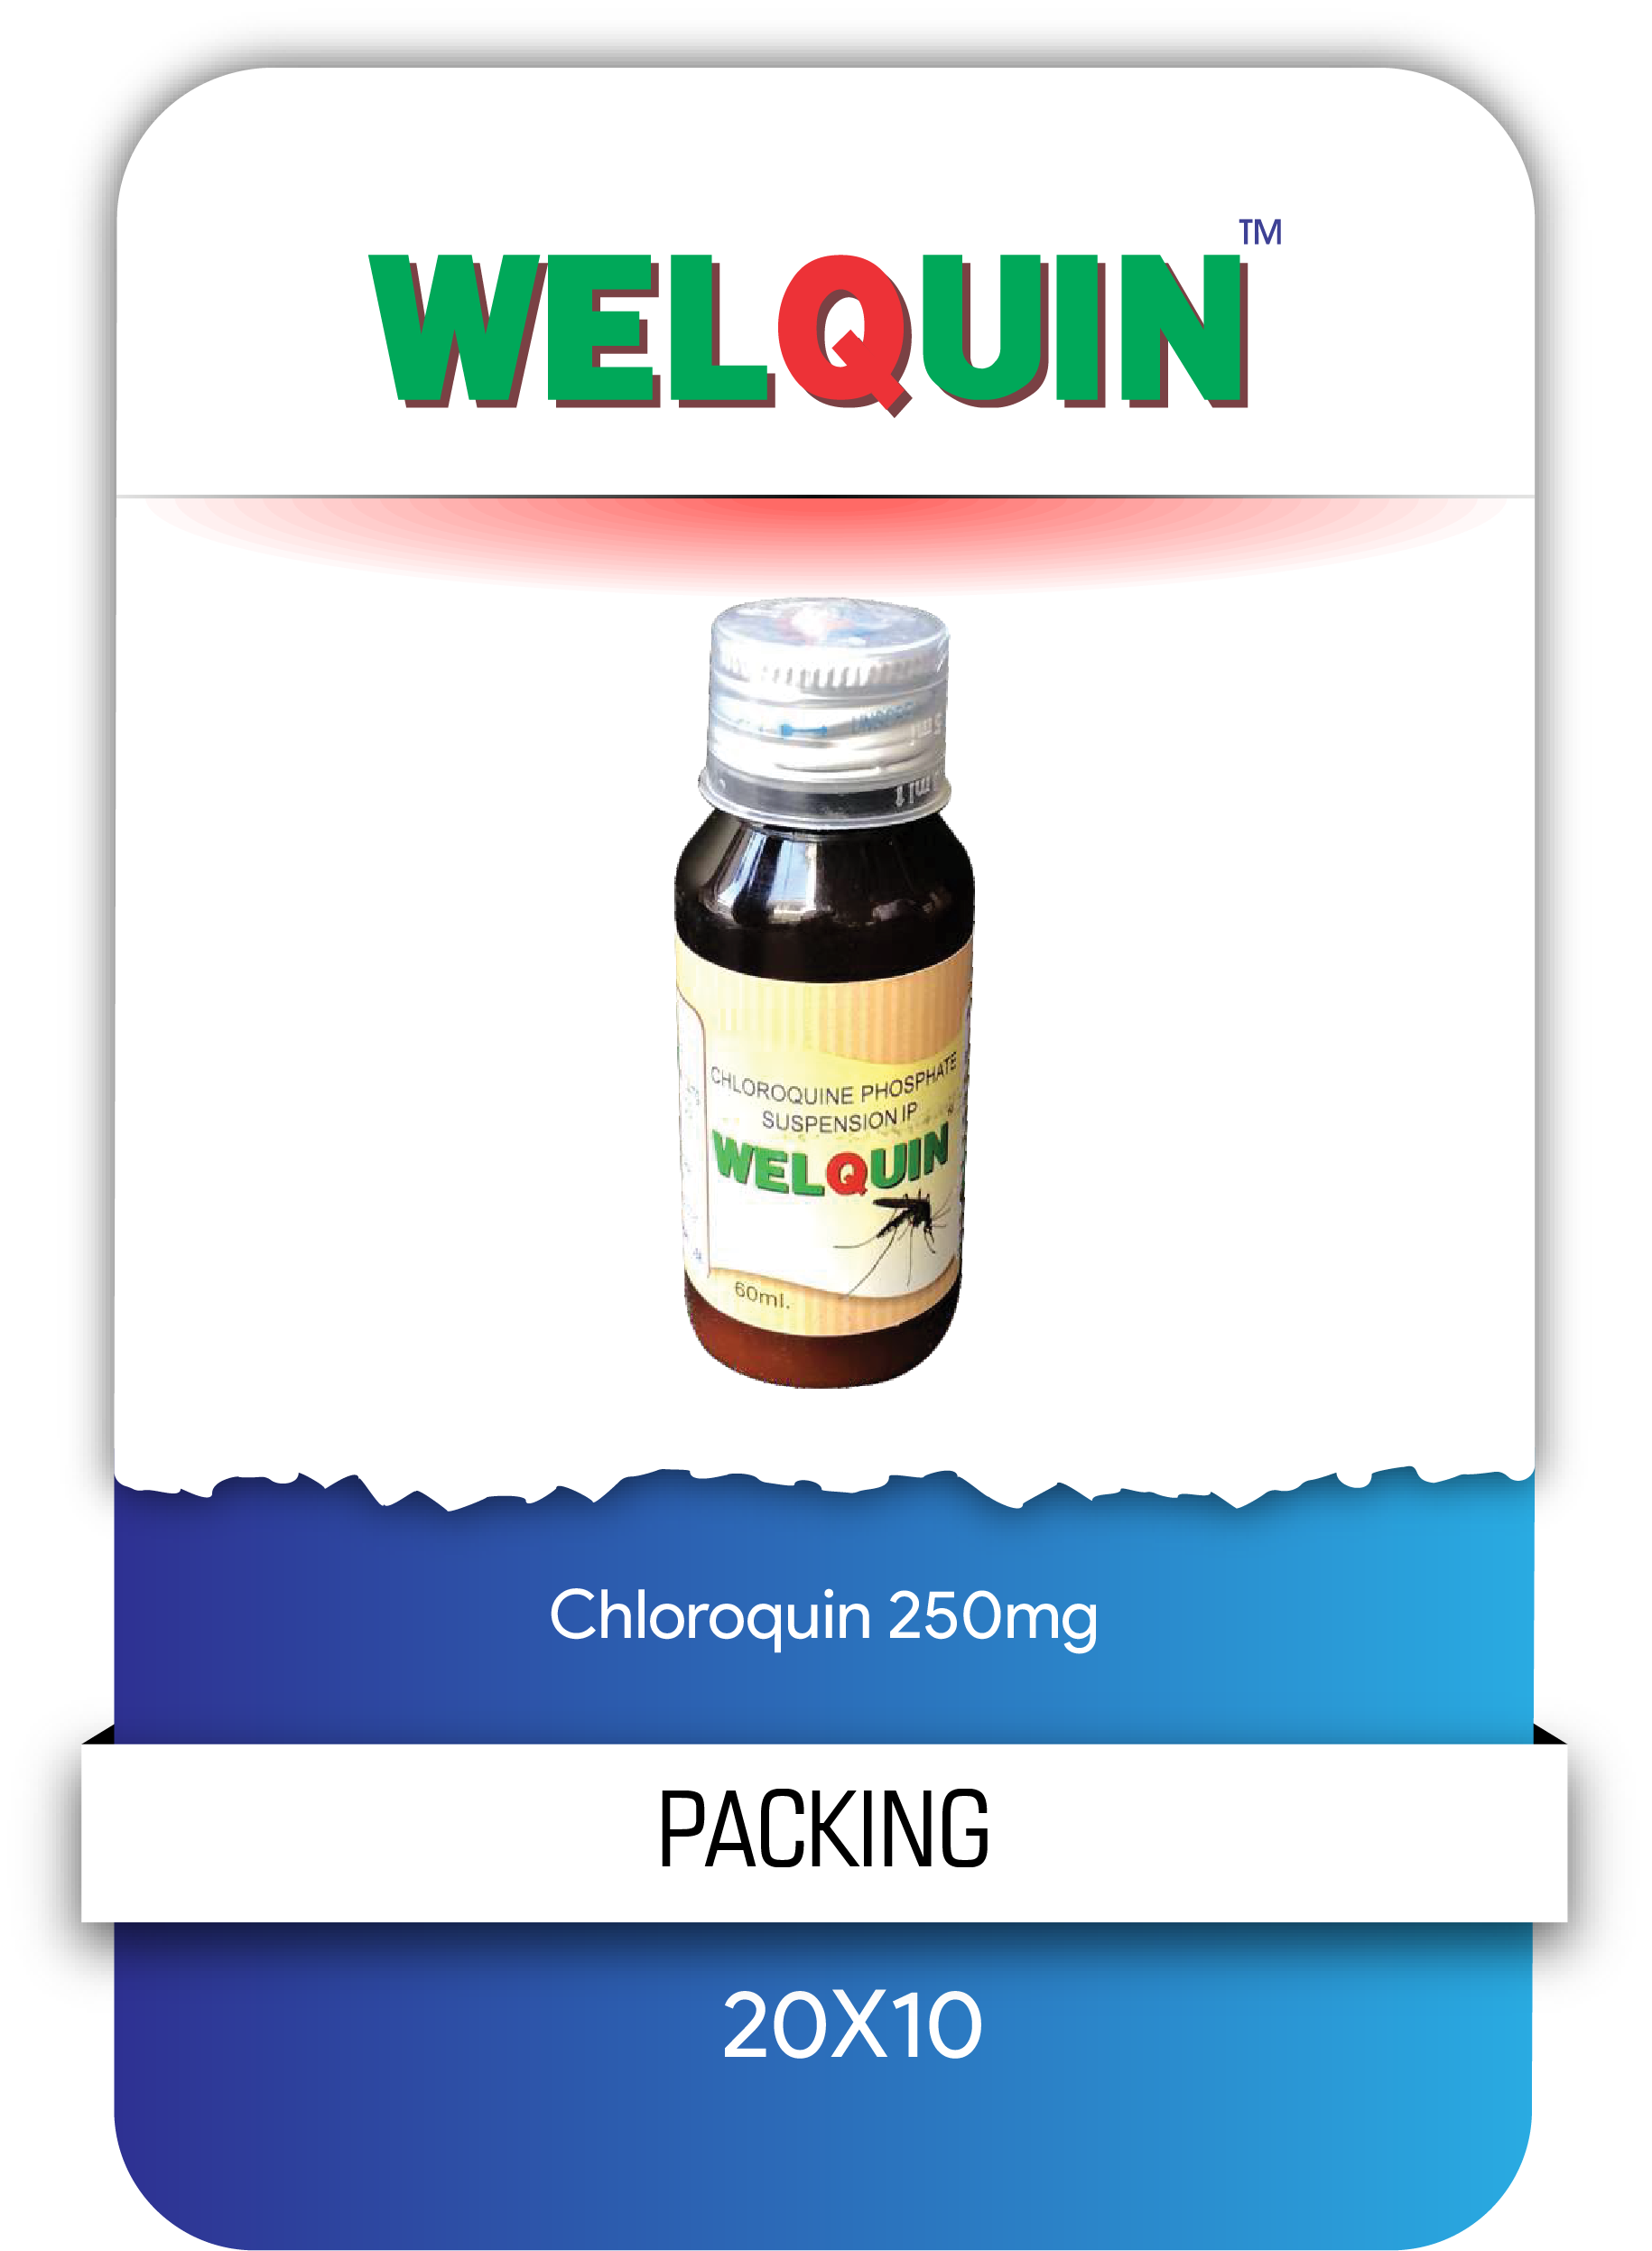 WELQUIN™
CHLOROQUINE PHOSPHATE
SUSPENSION IP
WELQUIN
60ml.
Chloroquin 250mg
PACKING
20X10